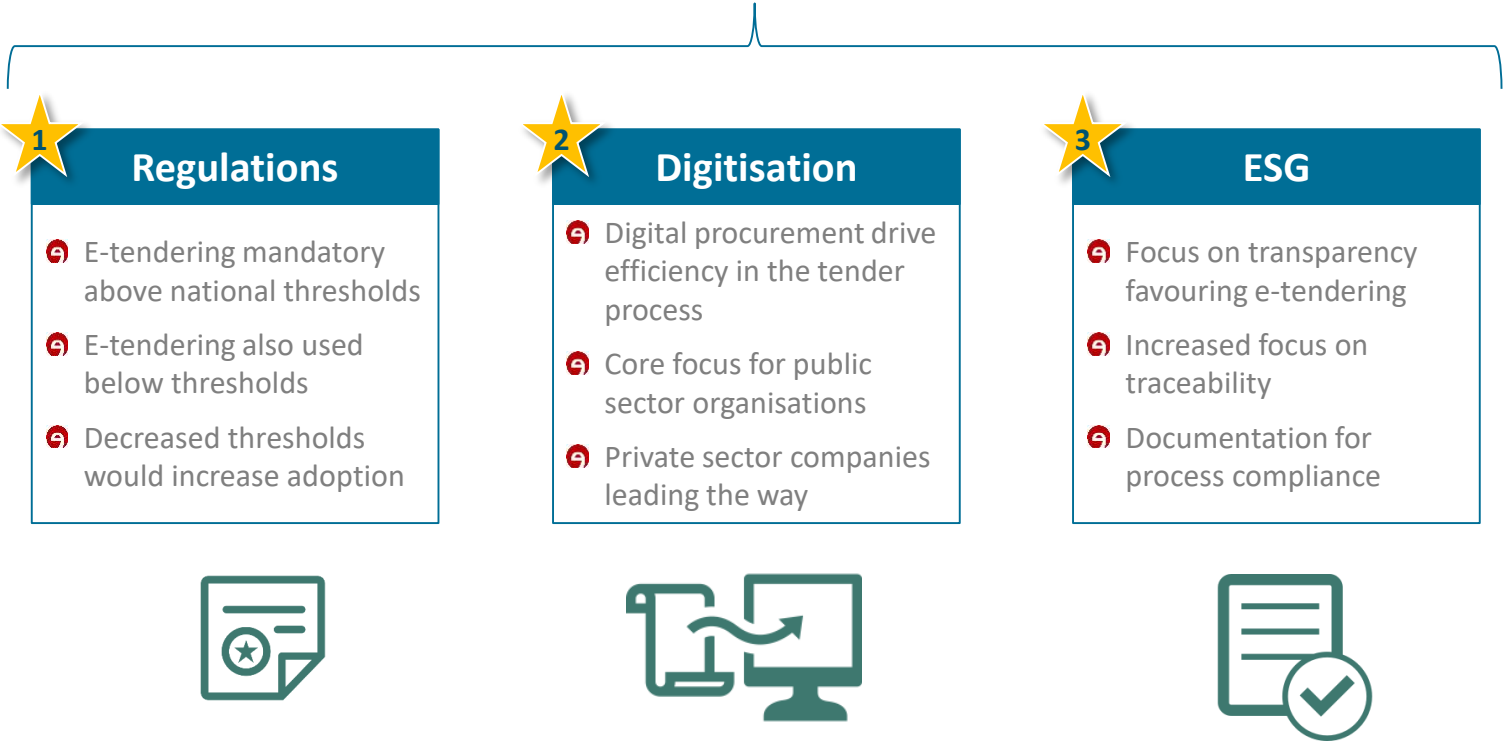 1
Regulations
E-tendering mandatory
above national thresholds
E-tendering also used
below thresholds
Decreased thresholds
would increase adoption
2
Digitisation
Digital procurement drive
efficiency in the tender
process
Core focus for public
sector organisations
Private sector companies
leading the way
3
ESG
Focus on transparency
favouring e-tendering
Increased focus on
traceability
Documentation for
process compliance